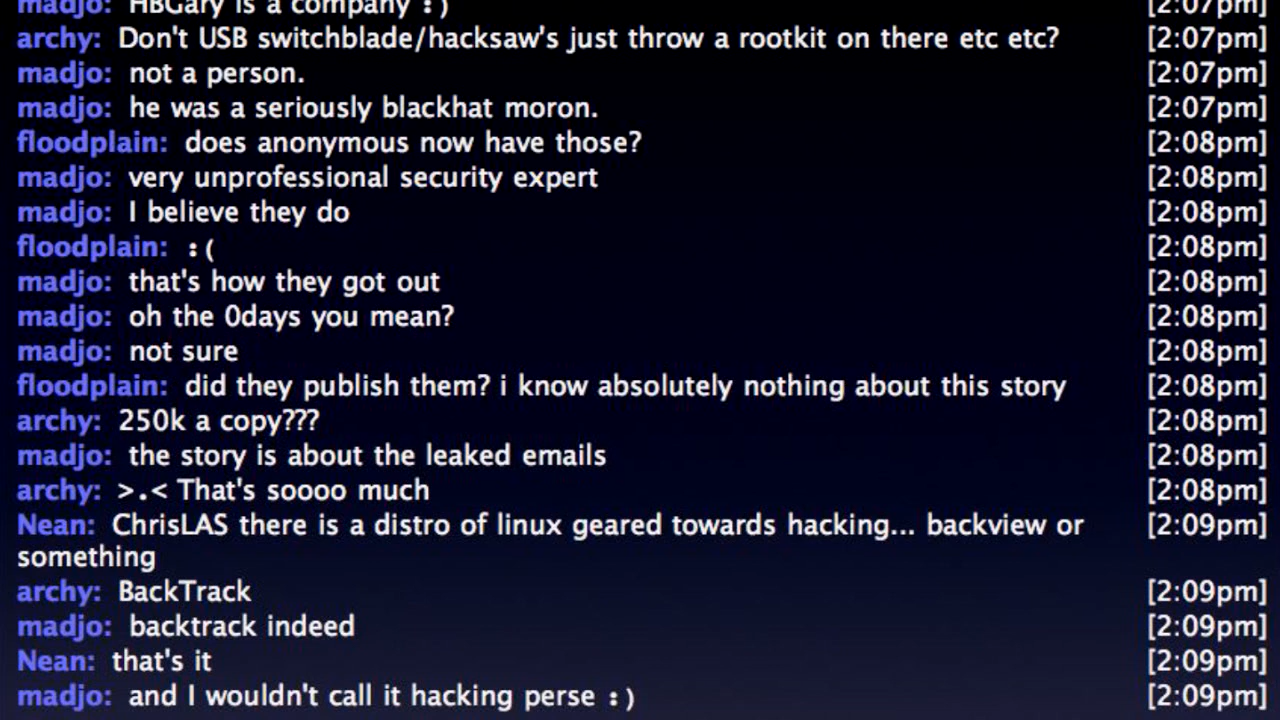 madjo: HBGary is a company :) [2:07pm]
archy: Don't USB switchblade/hacksaw's just throw a rootkit on there etc etc? [2:07pm]
madjo: not a person. [2:07pm]
madjo: he was a seriously blackhat moron. [2:07pm]
floodplain: does anonymous now have those? [2:08pm]
madjo: very unprofessional security expert [2:08pm]
madjo: I believe they do [2:08pm]
floodplain: :( [2:08pm]
madjo: that's how they got out [2:08pm]
madjo: oh the 0days you mean? [2:08pm]
madjo: not sure [2:08pm]
floodplain: did they publish them? i know absolutely nothing about this story [2:08pm]
archy: 250k a copy??? [2:08pm]
madjo: the story is about the leaked emails [2:08pm]
archy: >.< That's soooo much [2:08pm]
Nean: ChrisLAS there is a distro of linux geared towards hacking... backview or [2:09pm]
something
archy: BackTrack [2:09pm]
madjo: backtrack indeed [2:09pm]
Nean: that's it [2:09pm]
madjo: and I wouldn't call it hacking perse :) [2:09pm]